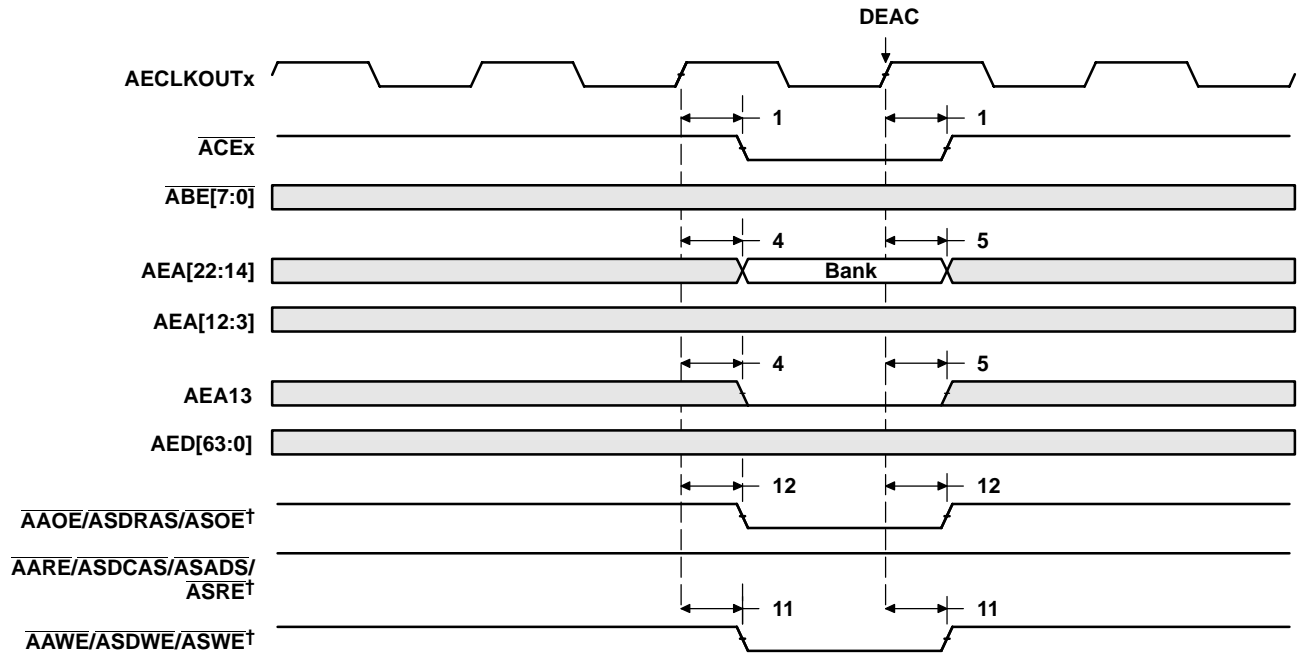 DEAC
AECLKOUTx
1 1
ACEx
ABE[7:0]
4 5
AEA[22:14] Bank
AEA[12:3]
4 5
AEA13
AED[63:0]
12 12
AAOE/ASDRAS/ASOE†
AARE/ASDCAS/ASADS/
ASRE†
11 11
AAWE/ASDWE/ASWE†